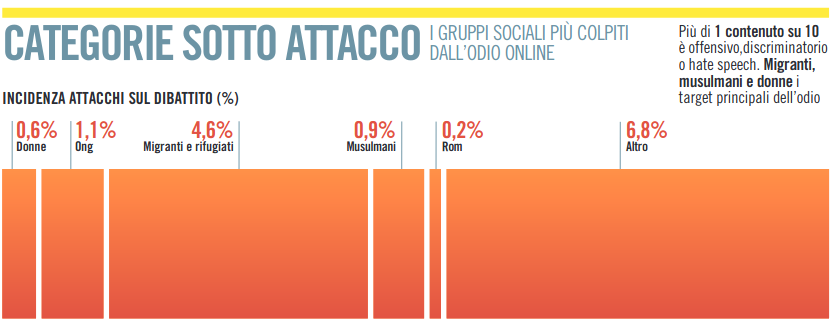 CATEGORIE SOTTO ATTACCO
I GRUPPI SOCIALI PIÙ COLPITI
DALL'ODIO ONLINE
Più di 1 contenuto su 10
è offensivo,discriminatorio
o hate speech. Migranti,
musulmani e donne i
target principali dell'odio
INCIDENZA ATTACCHI SUL DIBATTITO (%)
0,6%
Donne
1,1%
Ong
4,6%
Migranti e rifugiati
0,9%
Musulmani
0,2%
Rom
6,8%
Altro